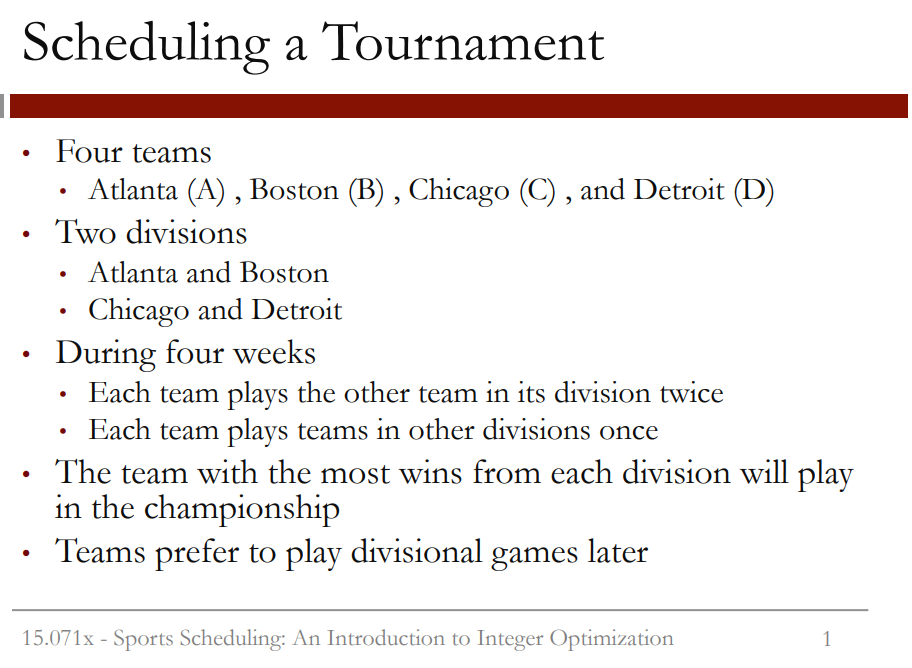 Scheduling a Tournament
• Four teams
• Atlanta (A) , Boston (B) , Chicago (C) , and Detroit (D)
• Two divisions
• Atlanta and Boston
• Chicago and Detroit
• During four weeks
• Each team plays the other team in its division twice
• Each team plays teams in other divisions once
• The team with the most wins from each division will play
in the championship
• Teams prefer to play divisional games later
15.071x - Sports Scheduling: An Introduction to Integer Optimization 1